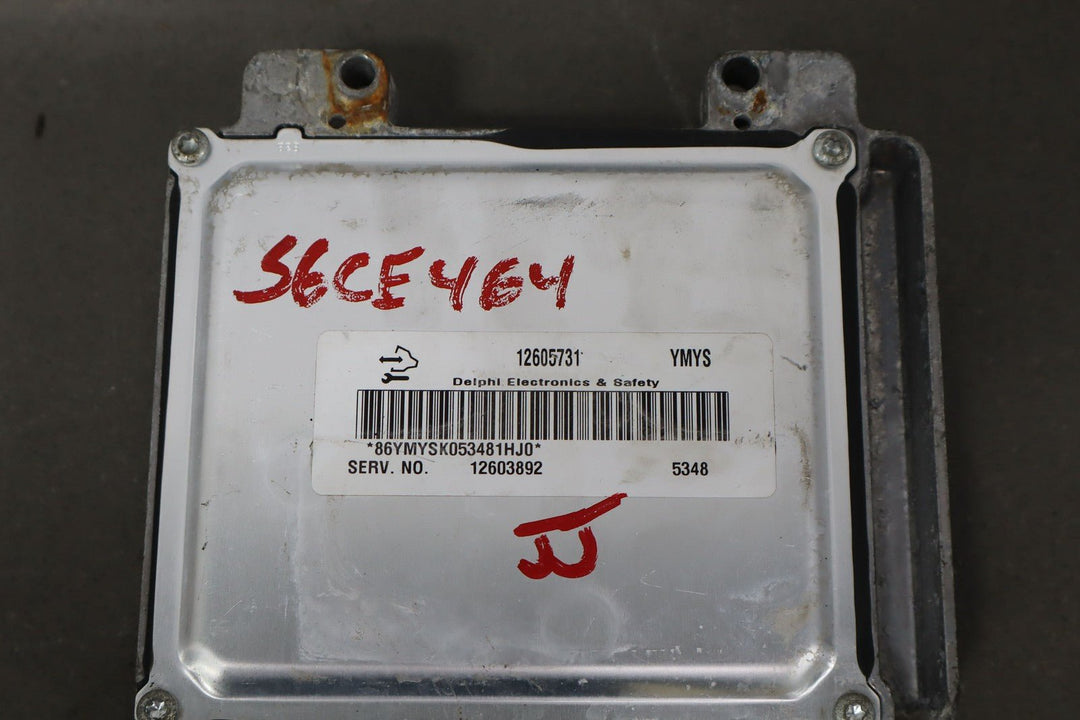 S6CE464
12605731 YMYS
Delphi Electronics & Safety
*86YMYSK053481HJ0*
SERV. NO. 12603892 5348
JJ